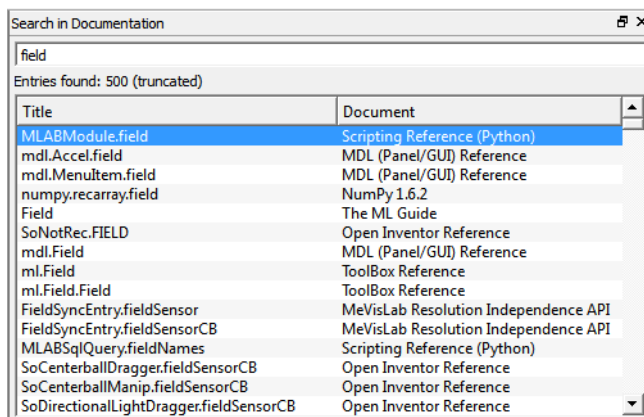 Search in Documentation
field
Entries found: 500 (truncated)
Title Document
MLABModule.field Scripting Reference (Python)
mdl.Accel.field MDL (Panel/GUI) Reference
mdl.MenuItem.field MDL (Panel/GUI) Reference
numpy.recarray.field NumPy 1.6.2
Field The ML Guide
SoNotRec.FIELD Open Inventor Reference
mdl.Field MDL (Panel/GUI) Reference
ml.Field ToolBox Reference
ml.Field.Field ToolBox Reference
FieldSyncEntry.fieldSensor MeVisLab Resolution Independence API
FieldSyncEntry.fieldSensorCB MeVisLab Resolution Independence API
MLABSqlQuery.fieldNames Scripting Reference (Python)
SoCenterballDragger.fieldSensorCB Open Inventor Reference
SoCenterballManip.fieldSensorCB Open Inventor Reference
SoDirectionalLightDragger.fieldSensorCB Open Inventor Reference